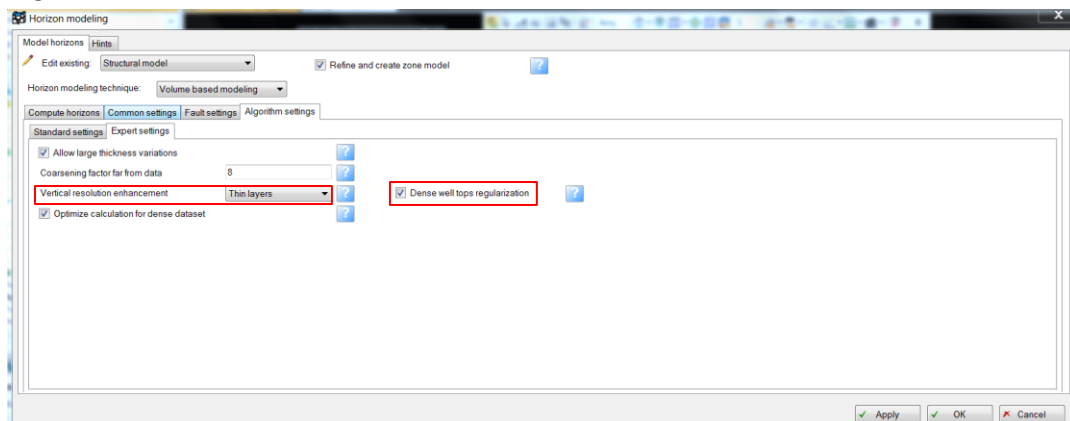 Horizon modeling
x
Model horizons Hints
Edit existing: Structural model Refine and create zone model ?
Horizon modeling technique: Volume based modeling
Compute horizons Common settings Fault settings Algorithm settings
Standard settings Expert settings
Allow large thickness variations ?
Coarsening factor far from data 8 ?
Vertical resolution enhancement Thin layers ? Dense well tops regularization ?
Optimize calculation for dense dataset ?
Apply OK Cancel